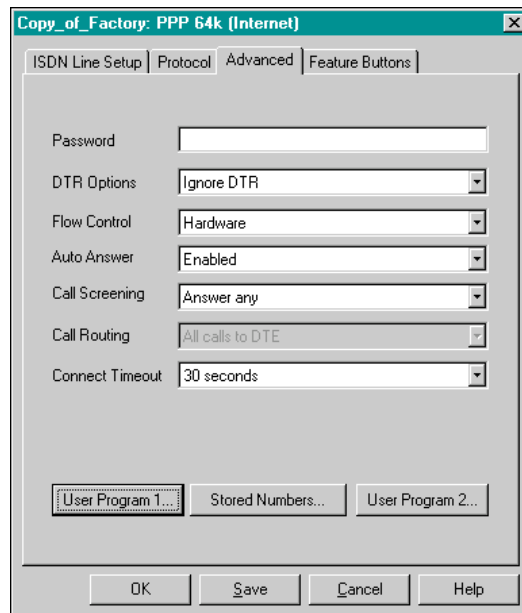 Copy_of_Factory: PPP 64k (Internet)
ISDN Line Setup Protocol Advanced Feature Buttons
Password
DTR Options Ignore DTR
Flow Control Hardware
Auto Answer Enabled
Call Screening Answer any
Call Routing All calls to DTE
Connect Timeout 30 seconds
User Program 1... Stored Numbers... User Program 2...
OK Save Cancel Help